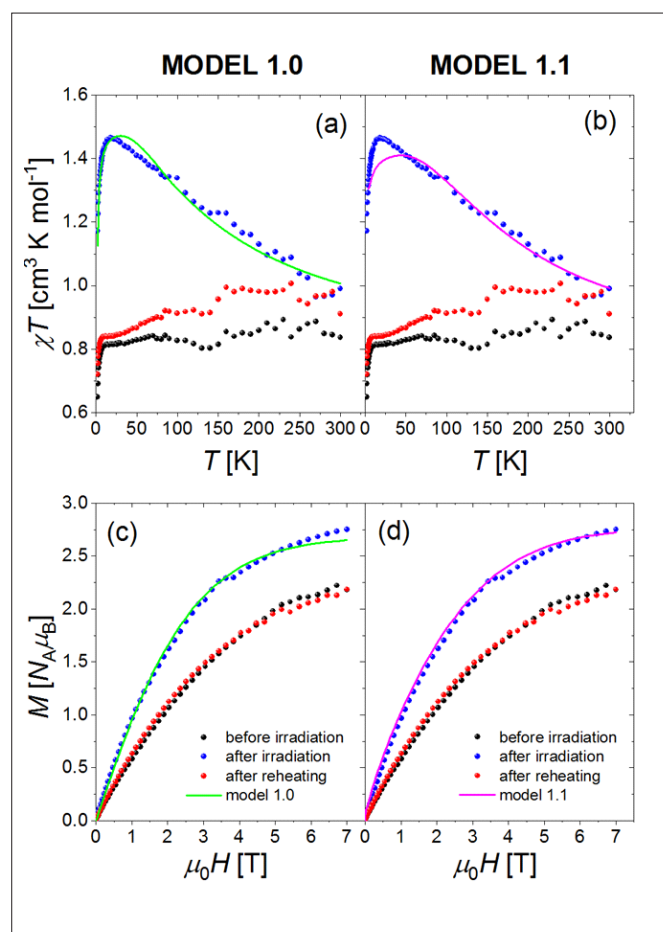 MODEL 1.0 MODEL 1.1
(a) (b)
χT [cm³ K mol⁻¹]
1.6
1.4
1.2
1.0
0.8
0.6
0 50 100 150 200 250 300 0 50 100 150 200 250 300
T [K] T [K]
(c) (d)
M [N_Aμ_B]
3.0
2.5
2.0
1.5
1.0
0.5
0.0
before irradiation
after irradiation
after reheating
model 1.0
before irradiation
after irradiation
after reheating
model 1.1
0 1 2 3 4 5 6 7 0 1 2 3 4 5 6 7
μ₀H [T] μ₀H [T]